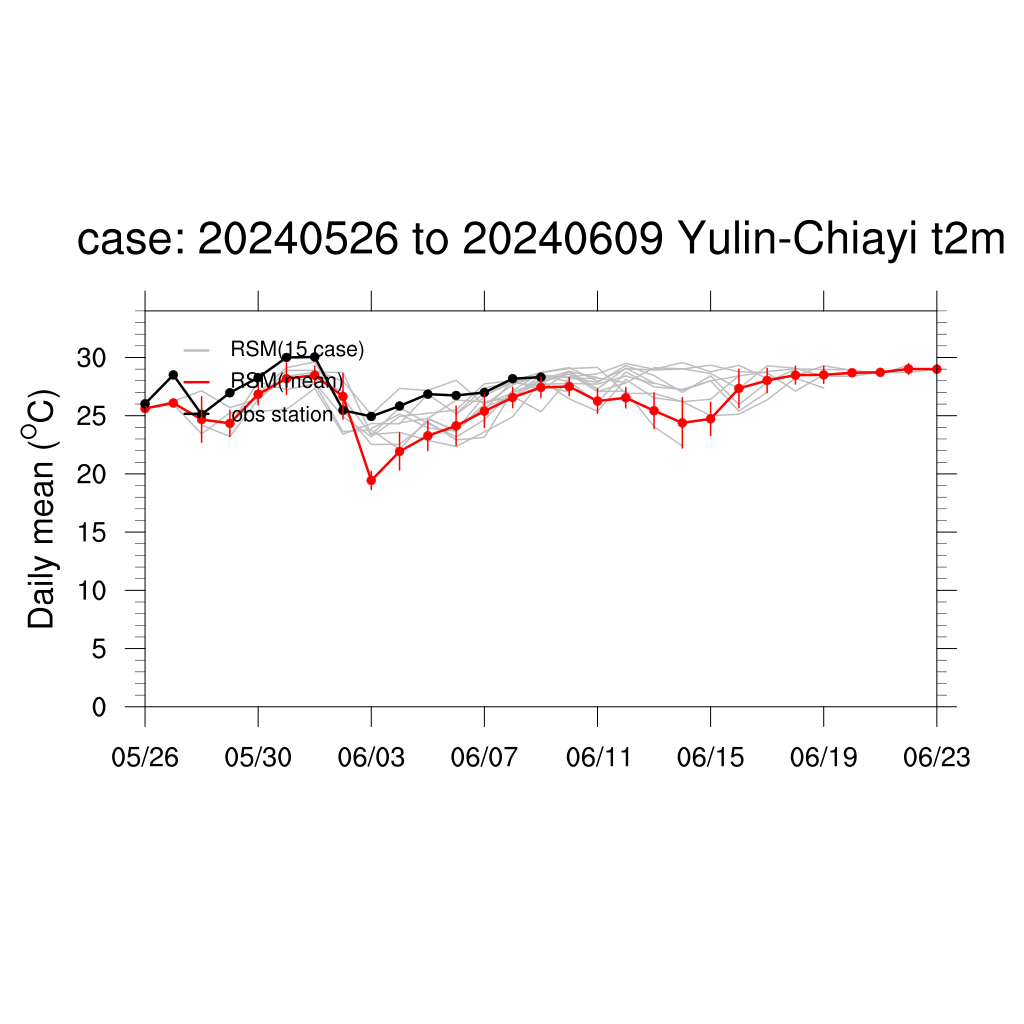 case: 20240526 to 20240609 Yulin-Chiayi t2m
Daily mean (°C)
30
25
20
15
10
5
0
RSM(15 case)
RSM(mean)
obs station
05/26 05/30 06/03 06/07 06/11 06/15 06/19 06/23